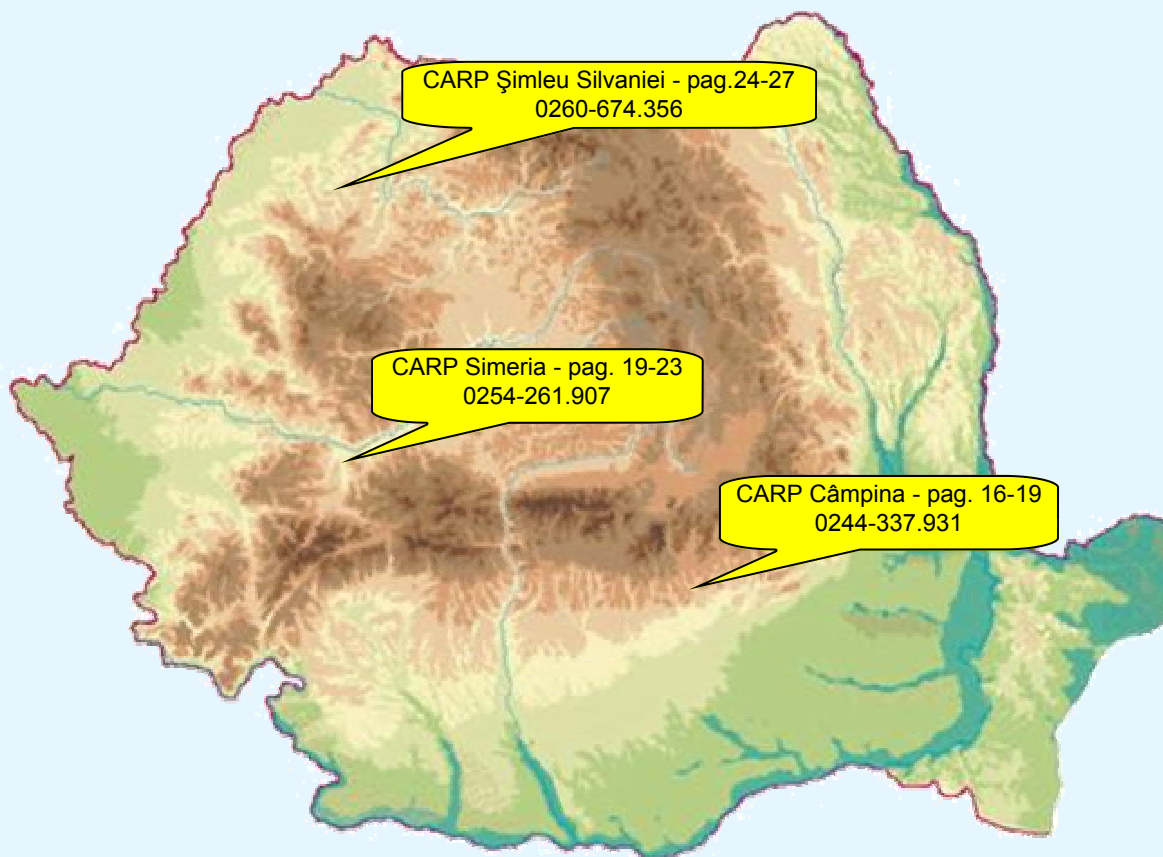 CARP Şimleu Silvaniei - pag.24-27
0260-674.356
CARP Simeria - pag. 19-23
0254-261.907
CARP Câmpina - pag. 16-19
0244-337.931